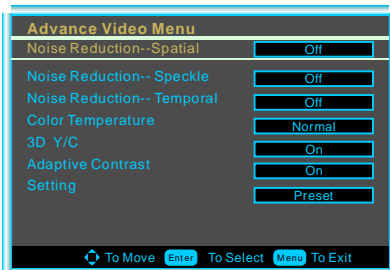 Advance Video Menu
Noise Reduction--Spatial Off
Noise Reduction-- Speckle Off
Noise Reduction-- Temporal Off
Color Temperature Normal
3D Y/C On
Adaptive Contrast On
Setting Preset
To Move Enter To Select Menu To Exit